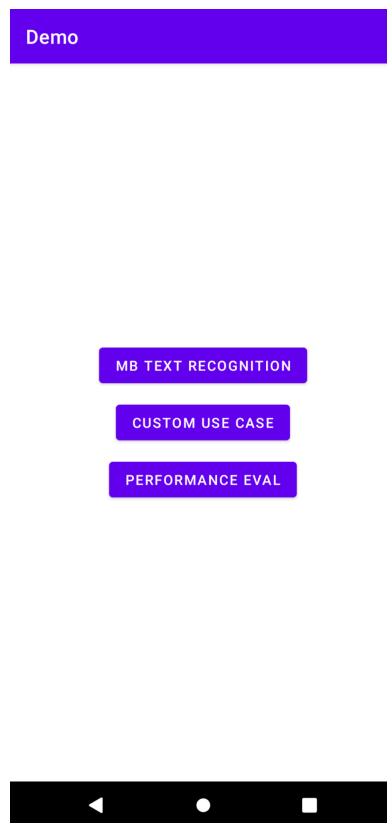 Demo
MB TEXT RECOGNITION
CUSTOM USE CASE
PERFORMANCE EVAL